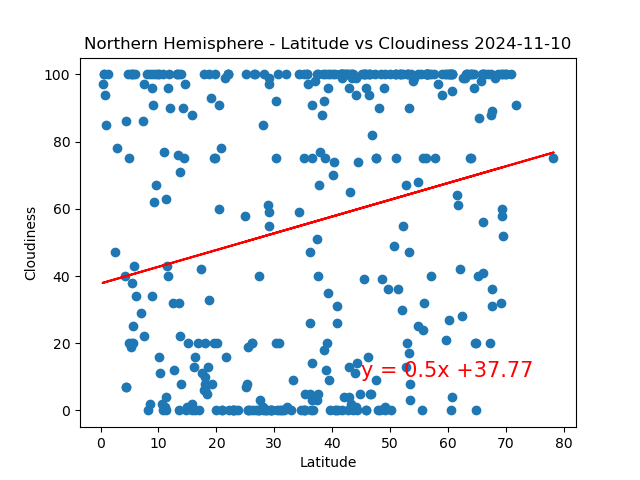 Northern Hemisphere - Latitude vs Cloudiness 2024-11-10
100
80
60
40
20
0
Cloudiness
y = 0.5x +37.77
0 10 20 30 40 50 60 70 80
Latitude